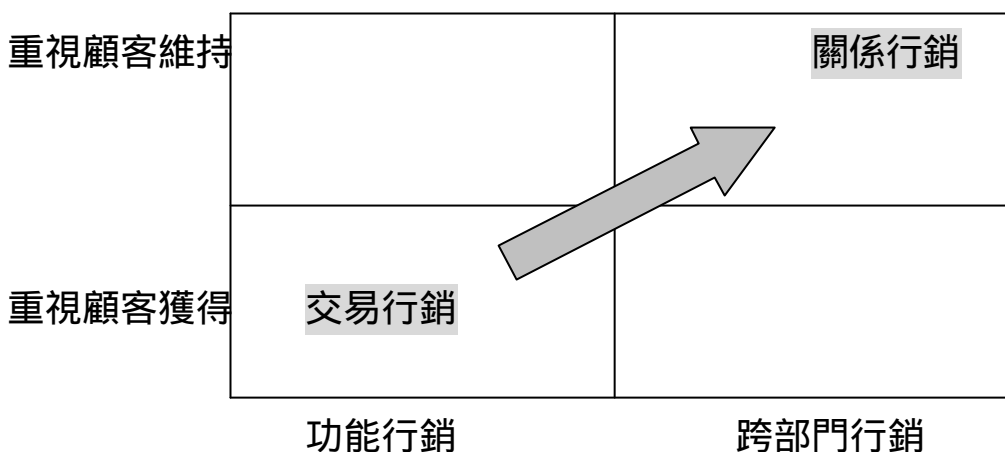 重視顧客維持
關係行銷
重視顧客獲得
交易行銷
功能行銷
跨部門行銷